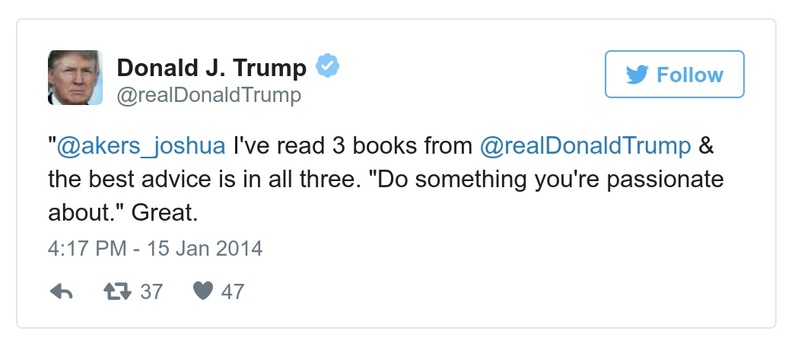 Donald J. Trump
@realDonaldTrump
Follow
"@akers_joshua I've read 3 books from @realDonaldTrump &
the best advice is in all three. "Do something you're passionate
about." Great.
4:17 PM - 15 Jan 2014
37 47